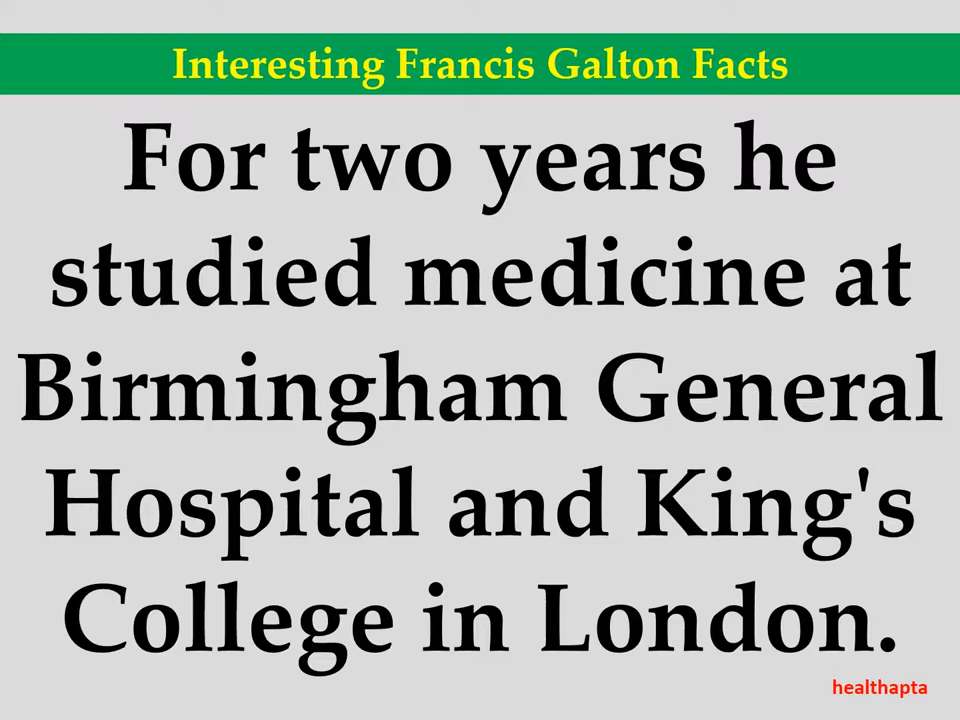 Interesting Francis Galton Facts
For two years he
studied medicine at
Birmingham General
Hospital and King's
College in London.
healthapta